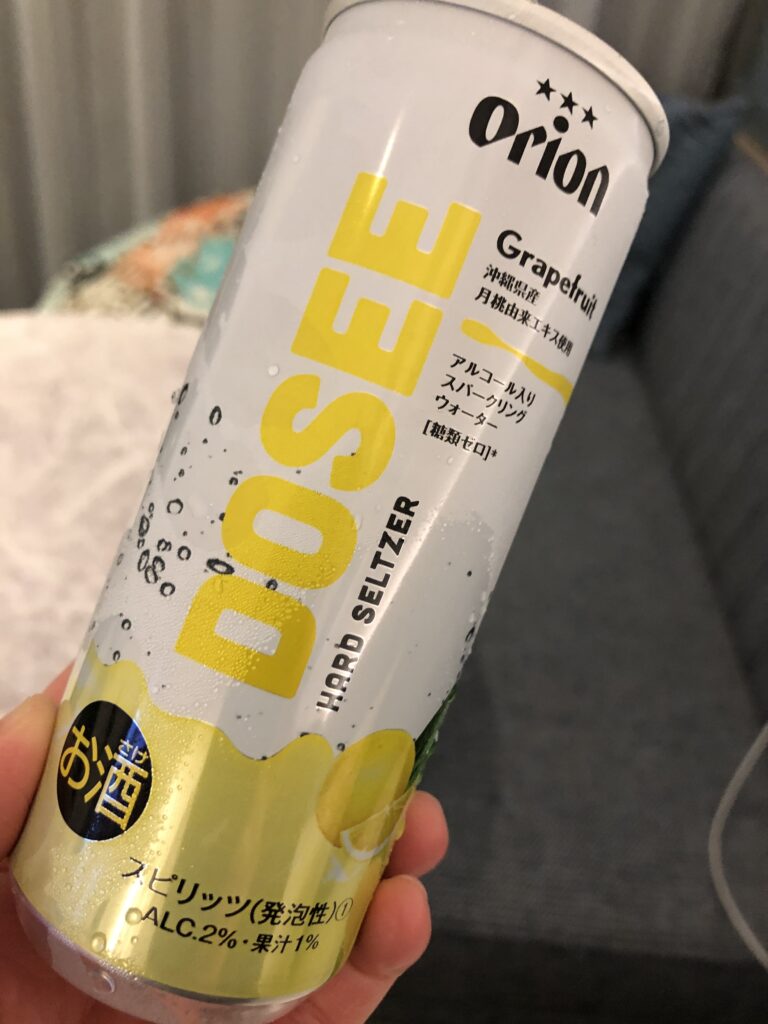 Orion
Grapefruit
沖縄県産
月桃由来エキス使用
アルコール入り
スパークリング
ウォーター
[糖類ゼロ]*
DOSEE
HARD SELTZER
お酒
さけ
スピリッツ(発泡性)①
ALC.2%・果汁1%